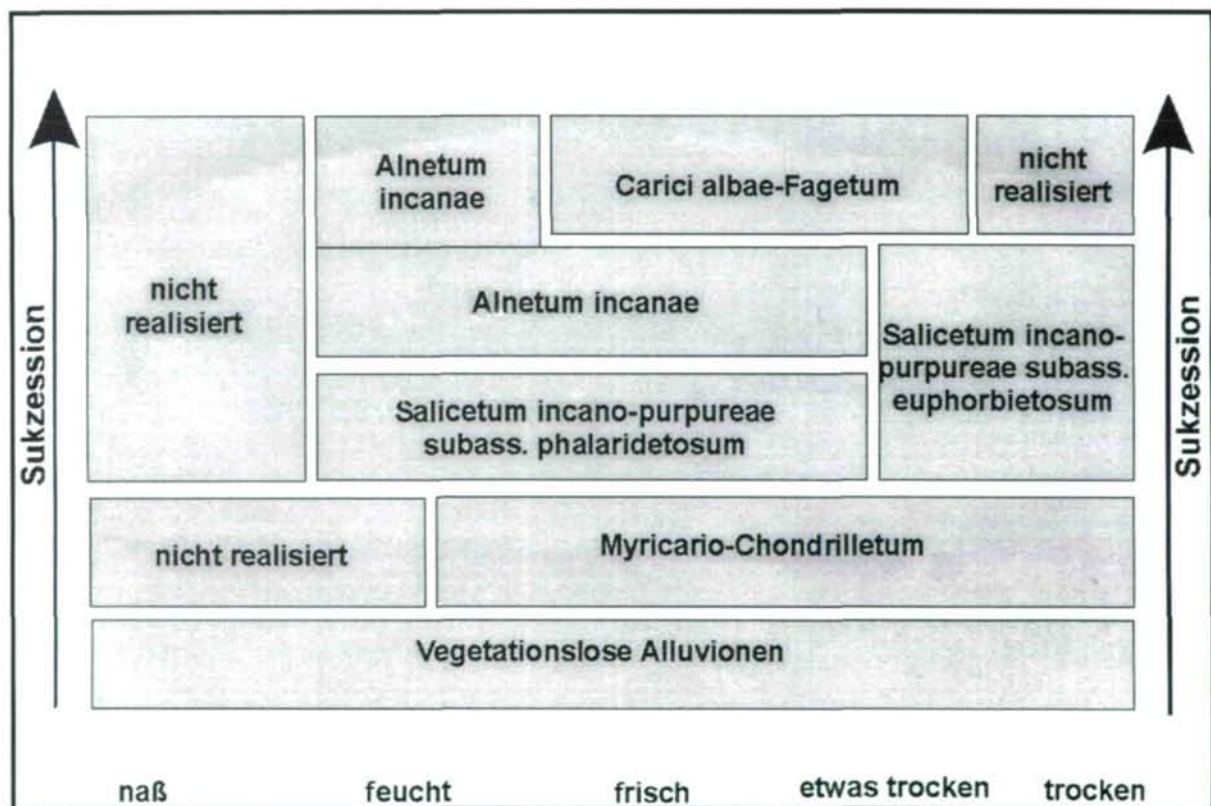 Sukzession
Alnetum
incanae
Carici albae-Fagetum
nicht
realisiert
nicht
realisiert
Alnetum incanae
Salicetum incano-
purpureae subass.
euphorbietosum
Salicetum incano-purpureae
subass. phalaridetosum
nicht realisiert
Myricario-Chondrilletum
Vegetationslose Alluvionen
Sukzession
naß feucht frisch etwas trocken trocken